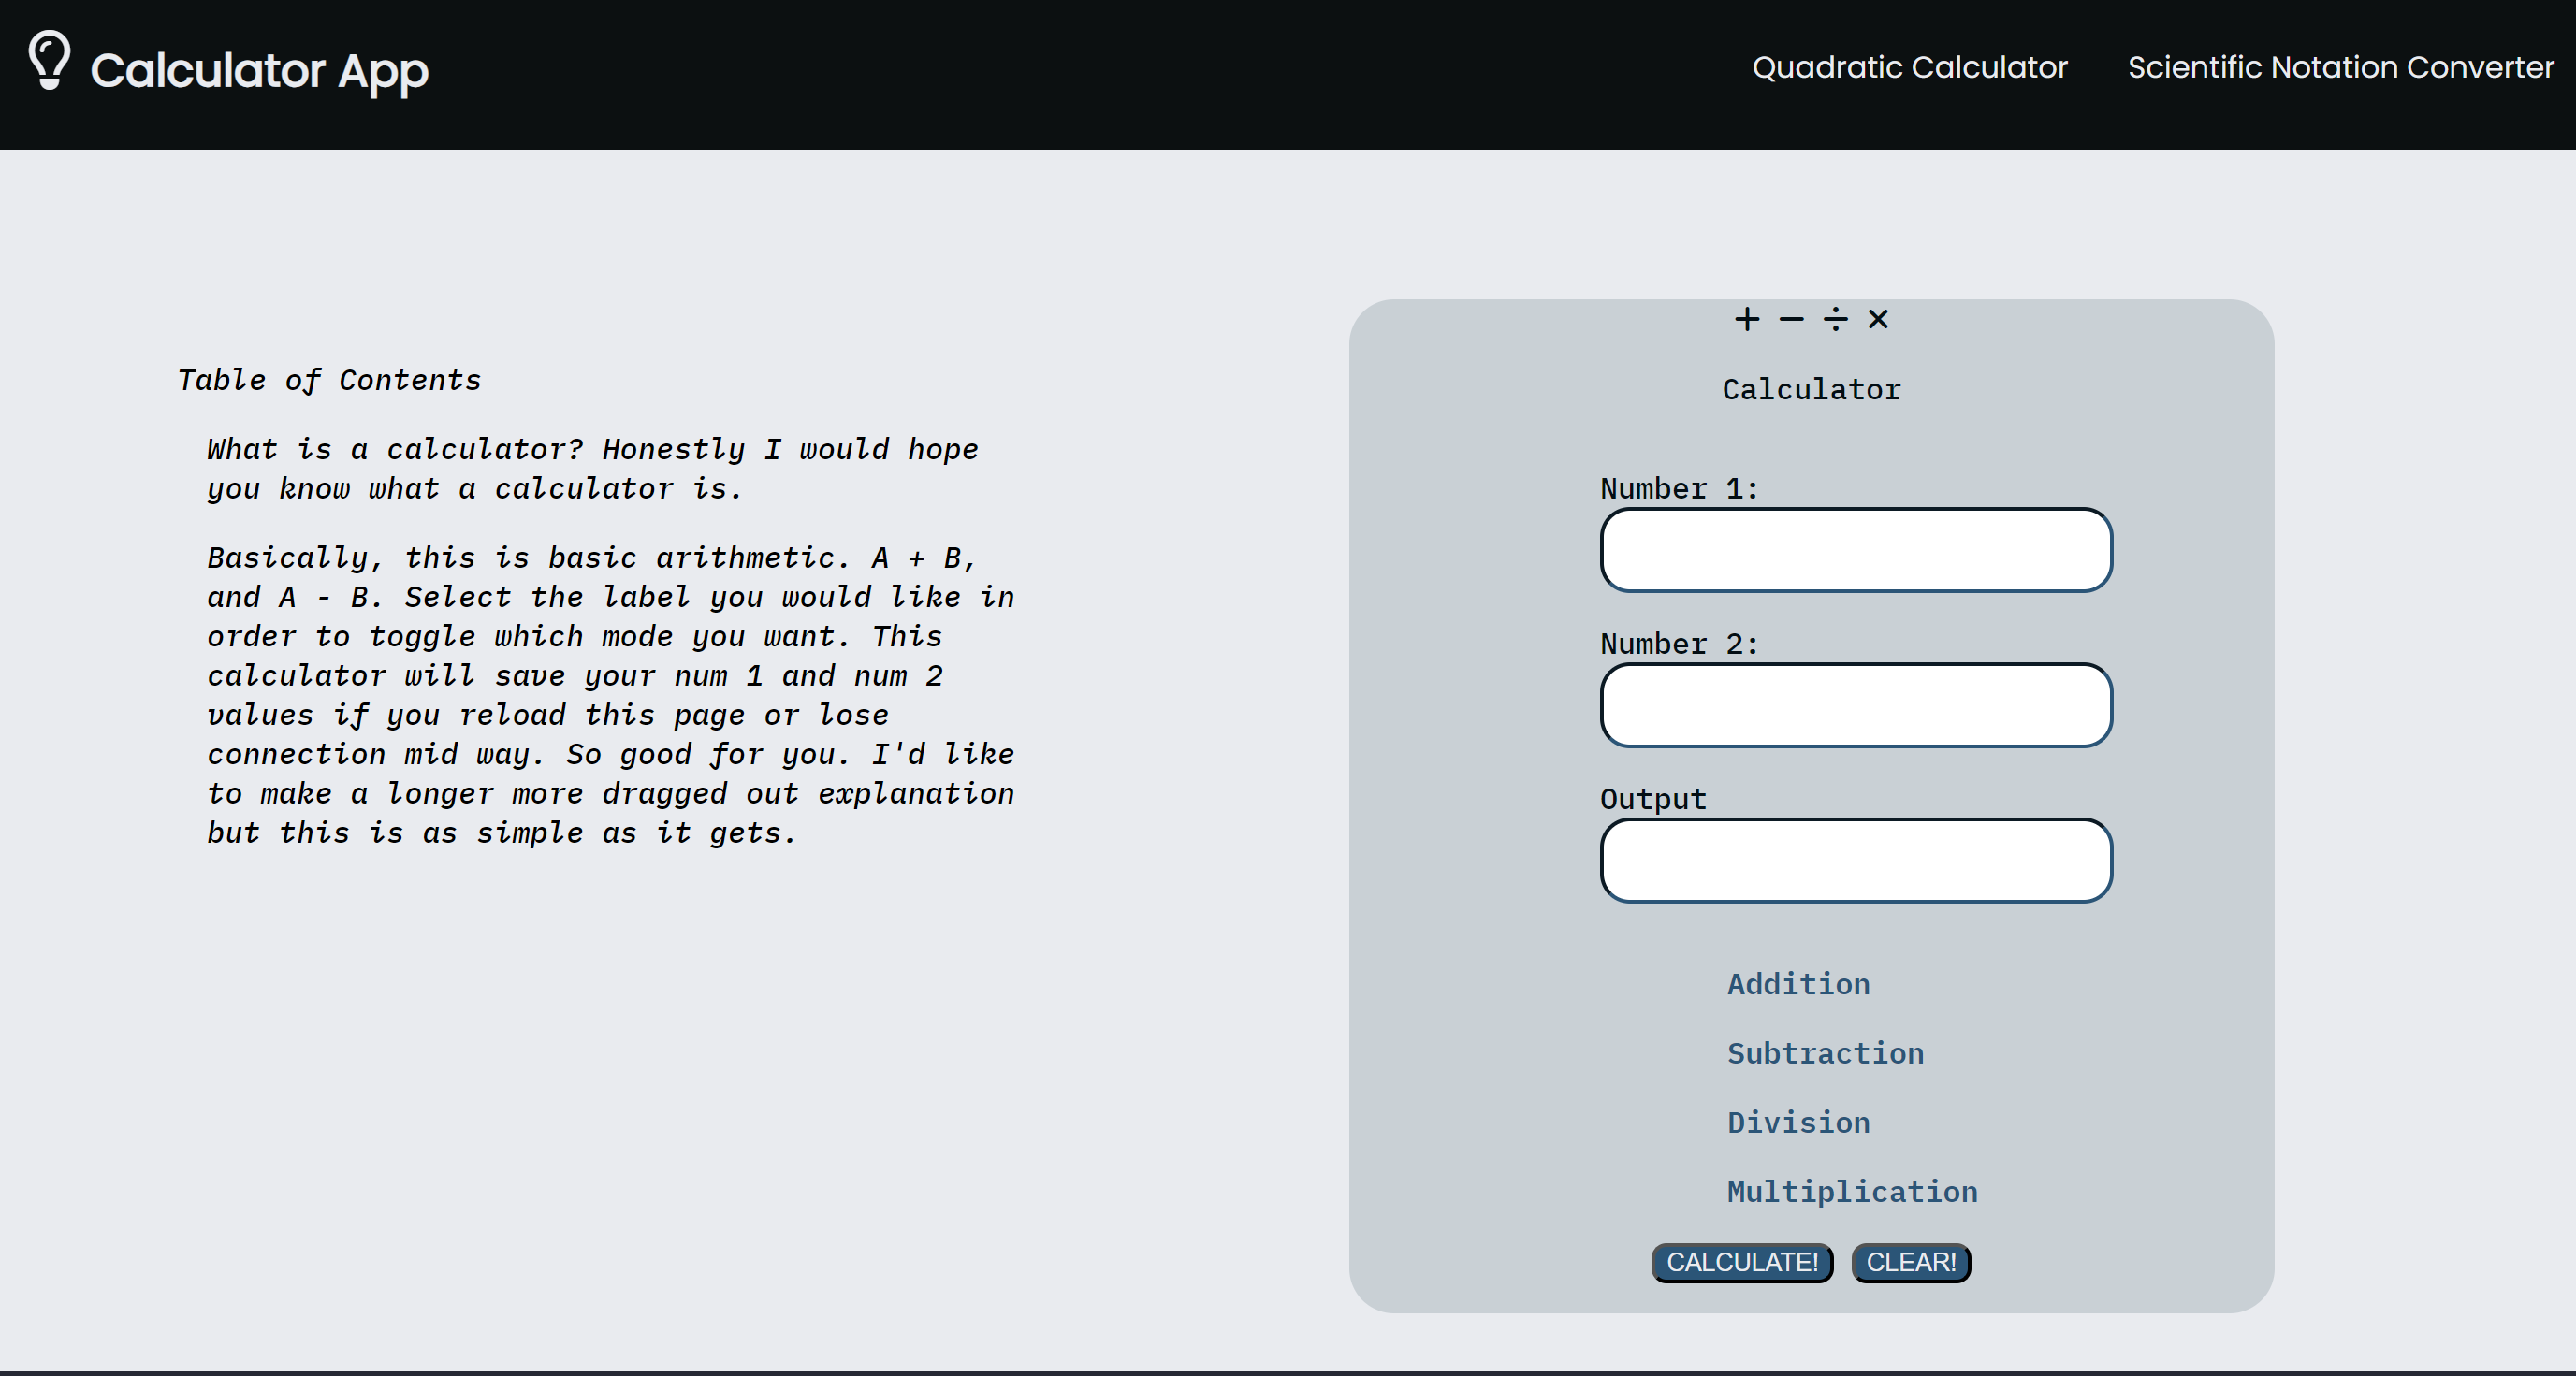 Calculator App
Quadratic Calculator
Scientific Notation Converter
Table of Contents
What is a calculator? Honestly I would hope
you know what a calculator is.
Basically, this is basic arithmetic. A + B,
and A - B. Select the label you would like in
order to toggle which mode you want. This
calculator will save your num 1 and num 2
values if you reload this page or lose
connection mid way. So good for you. I'd like
to make a longer more dragged out explanation
but this is as simple as it gets.
+ − ÷ ×
Calculator
Number 1:
Number 2:
Output
Addition
Subtraction
Division
Multiplication
CALCULATE!
CLEAR!